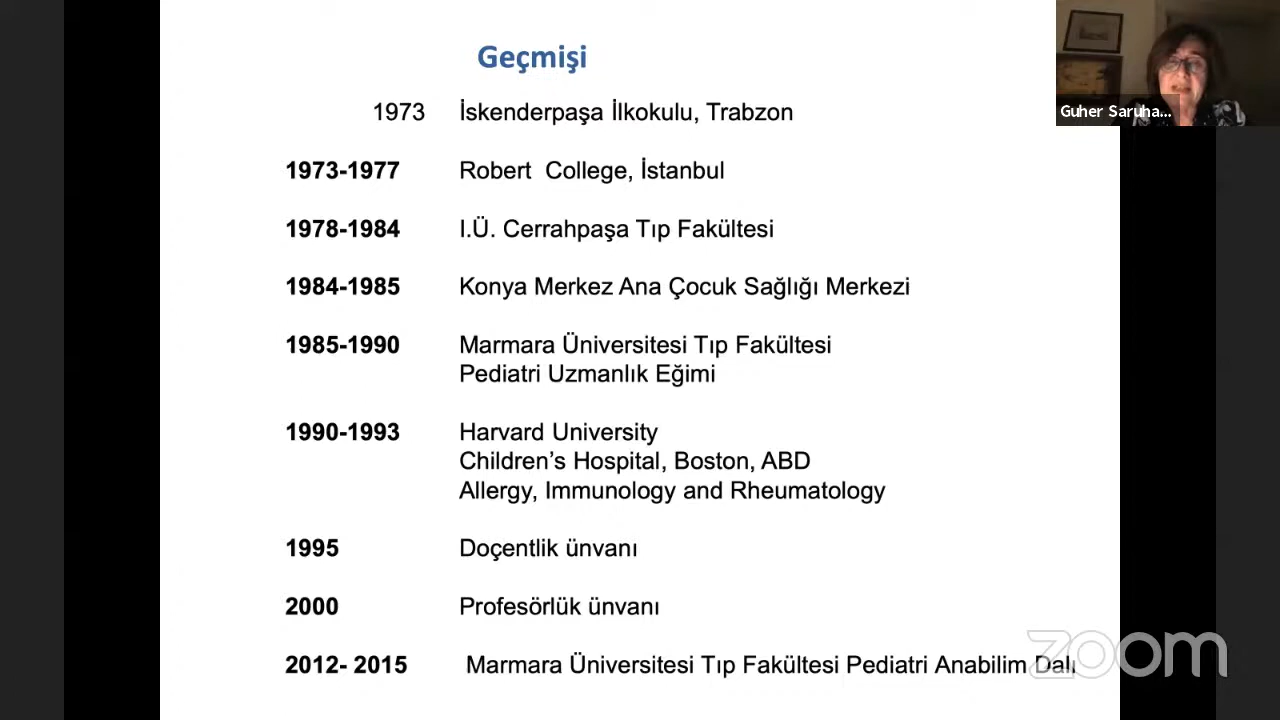 Geçmişi
1973 İskenderpaşa İlkokulu, Trabzon
1973-1977 Robert College, İstanbul
1978-1984 I.Ü. Cerrahpaşa Tıp Fakültesi
1984-1985 Konya Merkez Ana Çocuk Sağlığı Merkezi
1985-1990 Marmara Üniversitesi Tıp Fakültesi
Pediatri Uzmanlık Eğimi
1990-1993 Harvard University
Children’s Hospital, Boston, ABD
Allergy, Immunology and Rheumatology
1995 Doçentlik ünvanı
2000 Profesörlük ünvanı
2012- 2015 Marmara Üniversitesi Tıp Fakültesi Pediatri Anabilim Dalı
Guher Saruha...
zoom